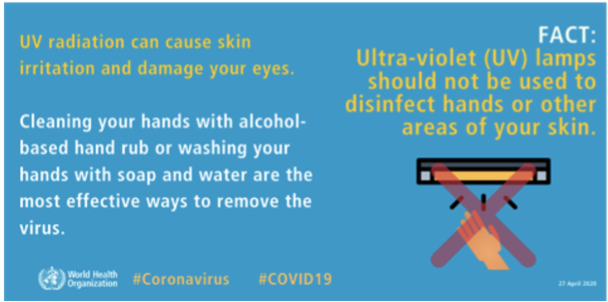 UV radiation can cause skin
irritation and damage your eyes.
Cleaning your hands with alcohol-
based hand rub or washing your
hands with soap and water are the
most effective ways to remove the
virus.
FACT:
Ultra-violet (UV) lamps
should not be used to
disinfect hands or other
areas of your skin.
World Health
Organization
#Coronavirus #COVID19
27 April 2020